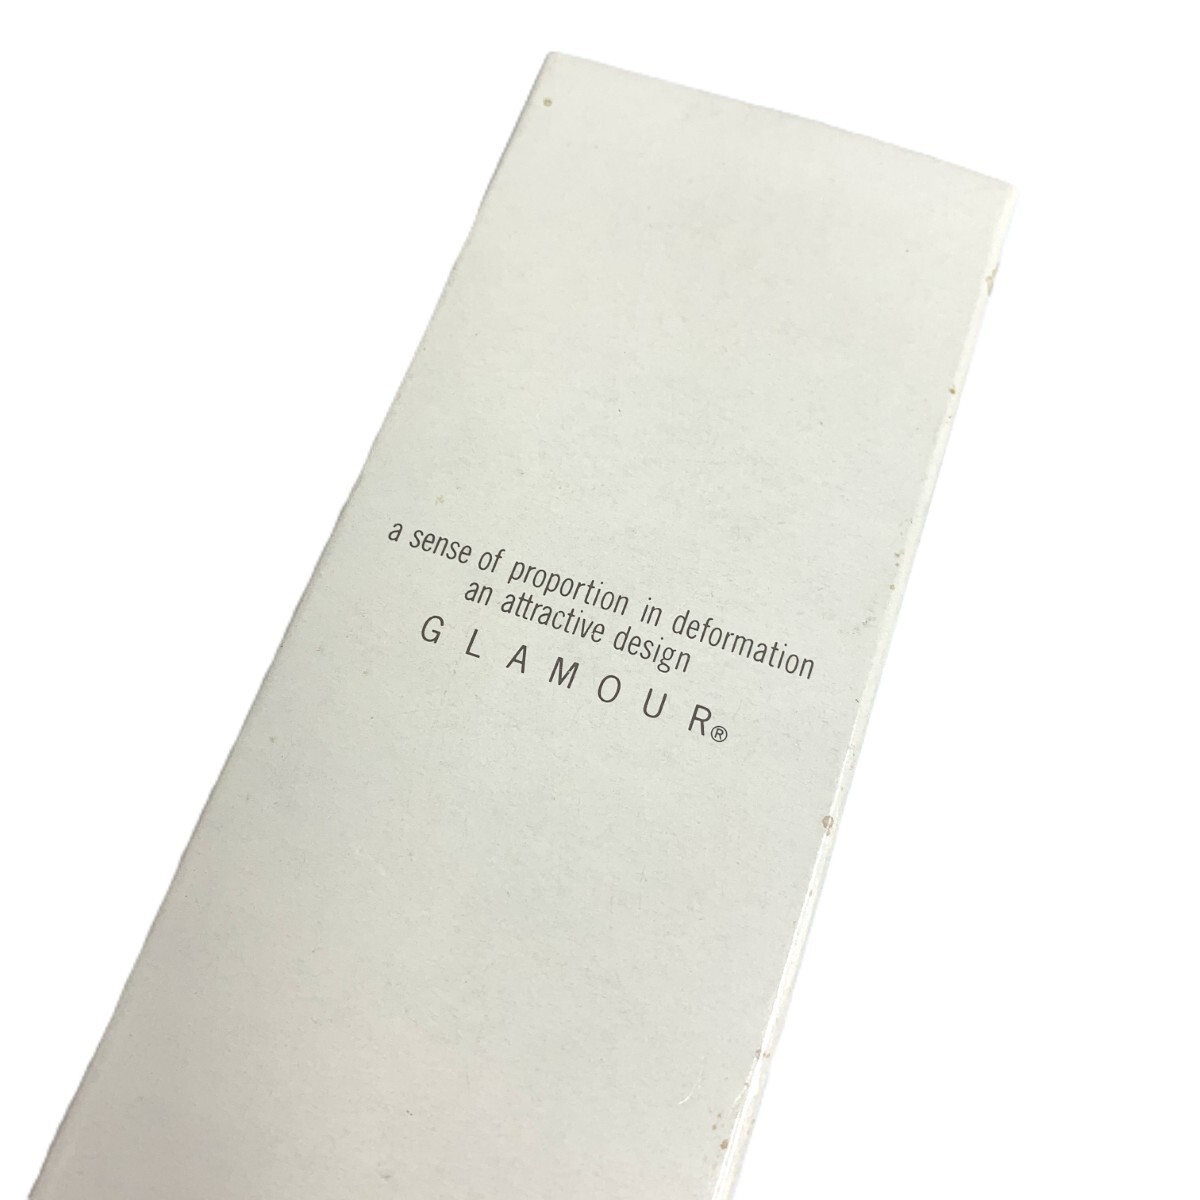 a sense of proportion in deformation
an attractive design
GLAMOUR®